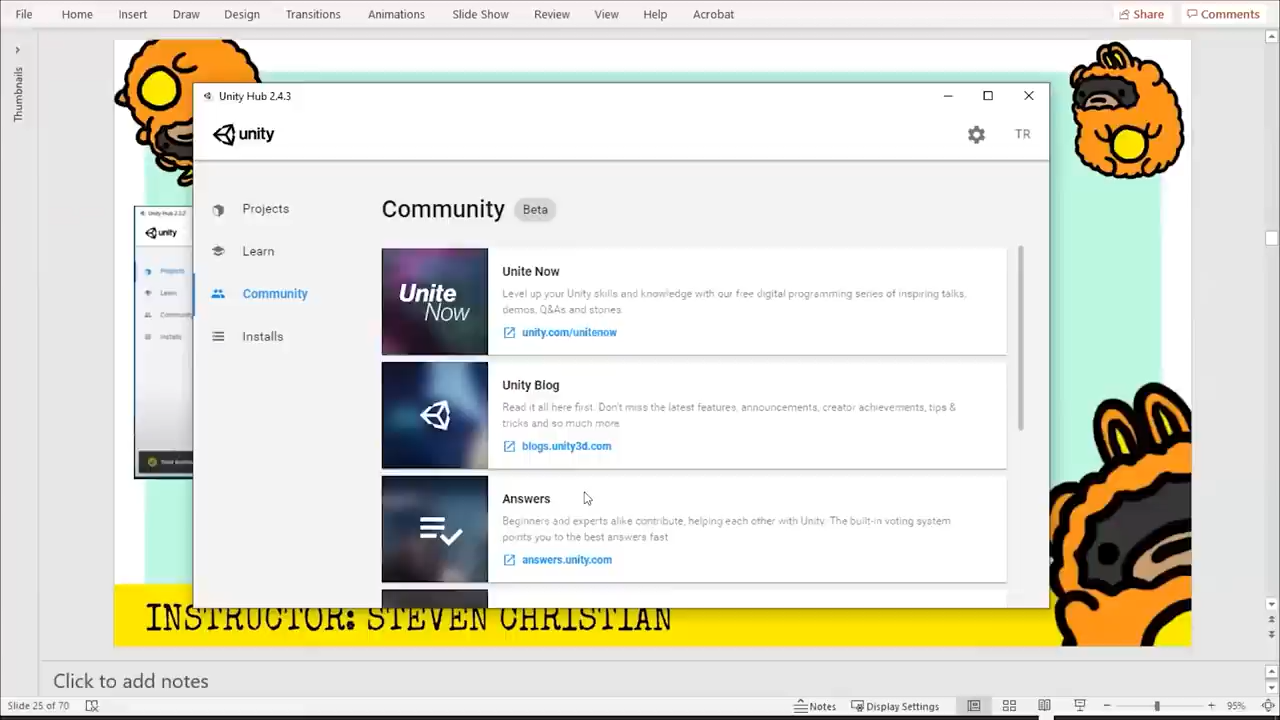 File Home Insert Draw Design Transitions Animations Slide Show Review View Help Acrobat Share Comments
Thumbnails
Unity Hub 2.4.3
unity
TR
Projects
Learn
Community
Installs
Community Beta
Unite Now
Unite Now
Level up your Unity skills and knowledge with our free digital programming series of inspiring talks,
demos, Q&As and stories.
unity.com/unitenow
Unity Blog
Read it all here first. Don't miss the latest features, announcements, creator achievements, tips &
tricks and so much more
blogs.unity3d.com
Answers
Beginners and experts alike contribute, helping each other with Unity. The built-in voting system
points you to the best answers fast
answers.unity.com
unity
Projects
Learn
Community
Installs
INSTRUCTOR: STEVEN CHRISTIAN
Click to add notes
Slide 25 of 70 Notes Display Settings 95%